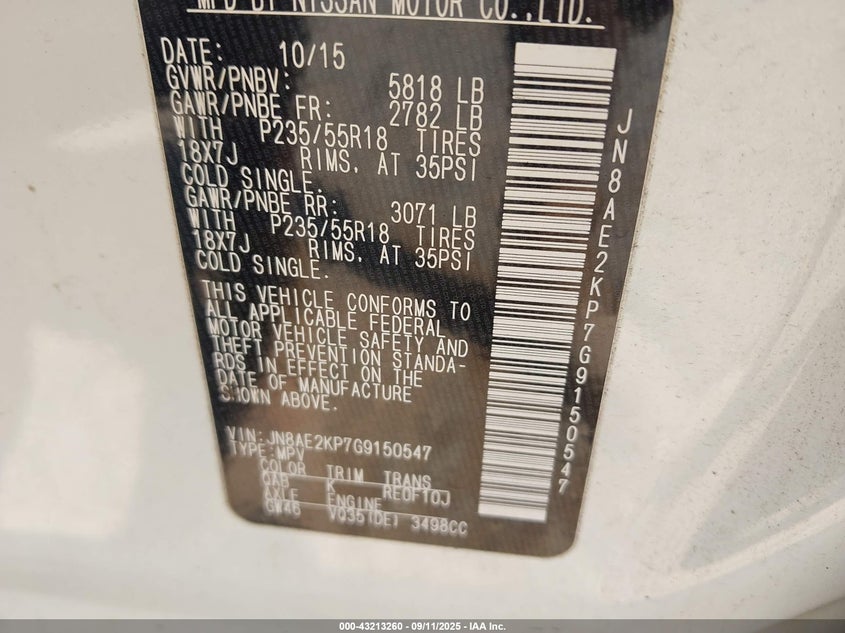 MFD BY NISSAN MOTOR CO.,LTD.
DATE: 10/15
GVWR/PNBV: 5818 LB
GAWR/PNBE FR: 2782 LB
WITH P235/55R18 TIRES
18X7J RIMS, AT 35PSI
COLD SINGLE.
GAWR/PNBE RR: 3071 LB
WITH P235/55R18 TIRES
18X7J RIMS, AT 35PSI
COLD SINGLE.
THIS VEHICLE CONFORMS TO
ALL APPLICABLE FEDERAL
MOTOR VEHICLE SAFETY AND
THEFT PREVENTION STANDA-
RDS IN EFFECT ON THE
DATE OF MANUFACTURE
SHOWN ABOVE.
VIN:JN8AE2KP7G9150547
TYPE:MPV
COLOR TRIM TRANS
QAB K RE0F10J
AXLE ENGINE
GW46 VQ35(DE) 3498CC
JN8AE2KP7G9150547
000-43213260 - 09/11/2025 - IAA Inc.